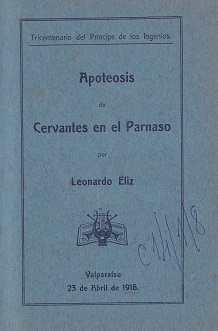 Tricentenario del Príncipe de los Ingenios.
Apoteosis
de
Cervantes en el Parnaso
por
Leonardo Eliz
Valparaíso
23 de Abril de 1916.